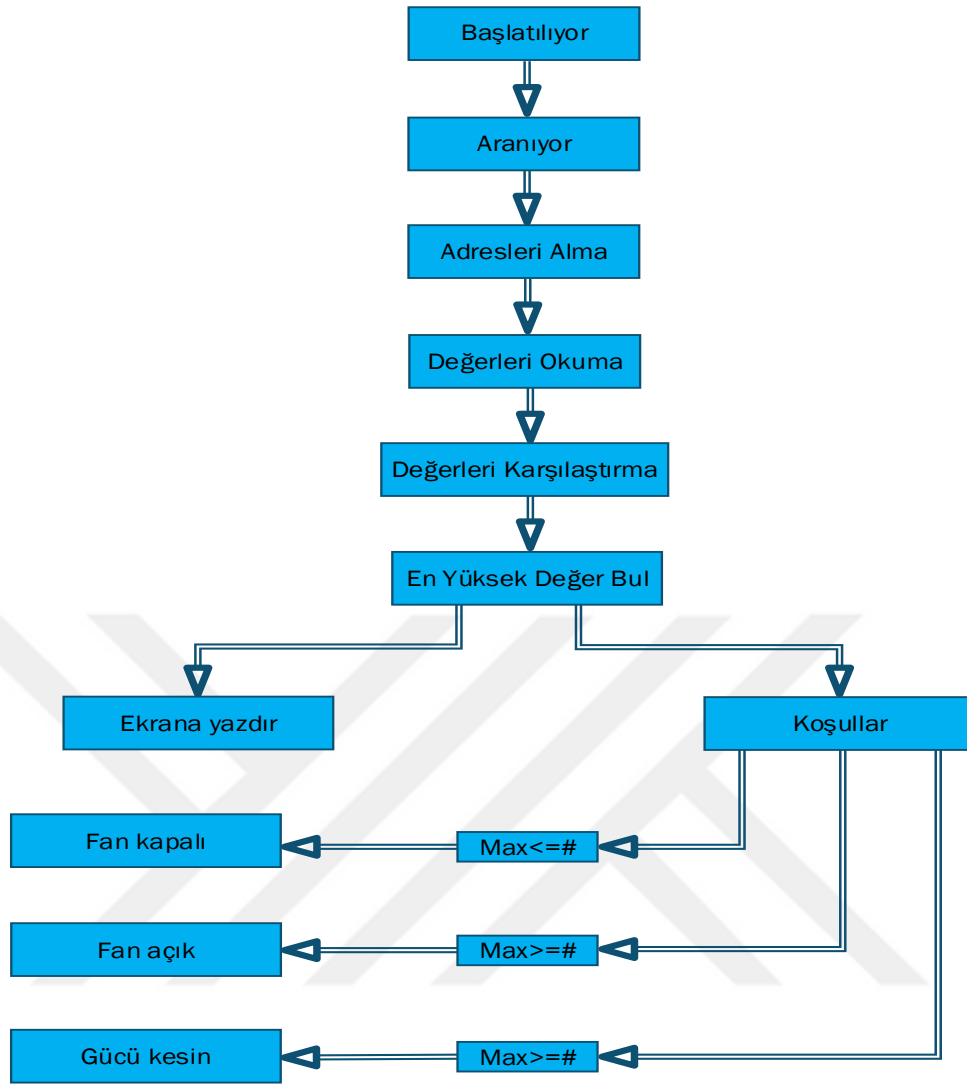 Başlatılıyor
Aranıyor
Adresleri Alma
Değerleri Okuma
Değerleri Karşılaştırma
En Yüksek Değer Bul
Ekrana yazdır
Koşullar
Fan kapalı
Max<=#
Fan açık
Max>=#
Gücü kesin
Max>=#